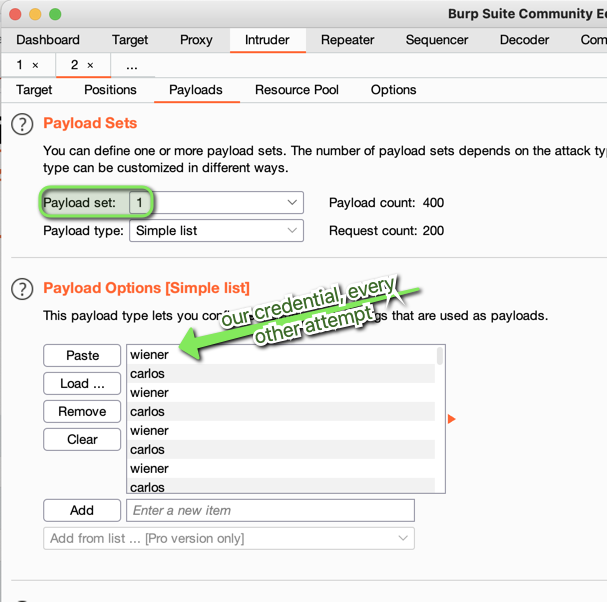 Burp Suite Community Ed
Dashboard Target Proxy Intruder Repeater Sequencer Decoder Com
1 × 2 × ...
Target Positions Payloads Resource Pool Options
? Payload Sets
You can define one or more payload sets. The number of payload sets depends on the attack typ
type can be customized in different ways.
Payload set: 1 Payload count: 400
Payload type: Simple list Request count: 200
? Payload Options [Simple list]
our credential, every
other attempt
This payload type lets you conf gs that are used as payloads.
Paste
Load ...
Remove
Clear
wiener
carlos
wiener
carlos
wiener
carlos
wiener
carlos
Add Enter a new item
Add from list ... [Pro version only]